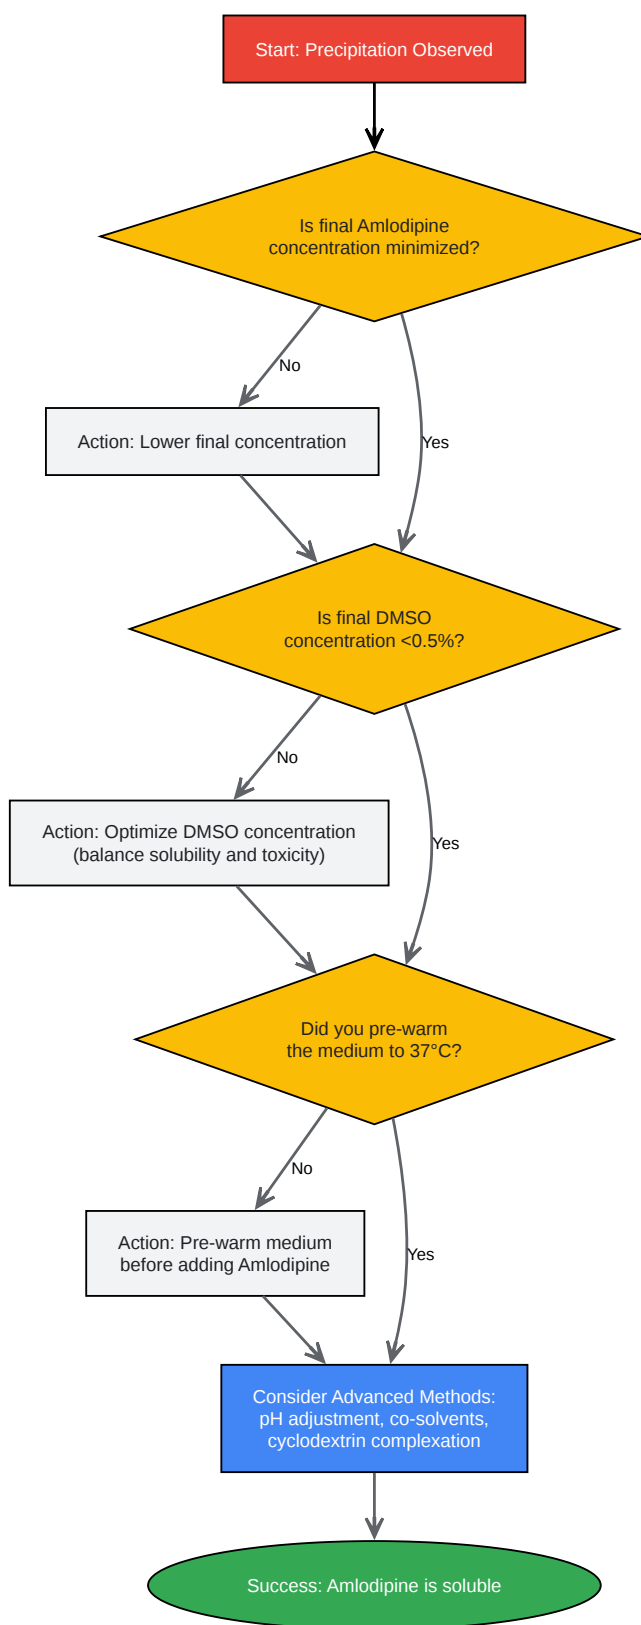 Start: Precipitation Observed
Is final Amlodipine
concentration minimized?
No
Yes
Action: Lower final concentration
Is final DMSO
concentration <0.5%?
No
Yes
Action: Optimize DMSO concentration
(balance solubility and toxicity)
Did you pre-warm
the medium to 37°C?
No
Yes
Action: Pre-warm medium
before adding Amlodipine
Consider Advanced Methods:
pH adjustment, co-solvents,
cyclodextrin complexation
Success: Amlodipine is soluble